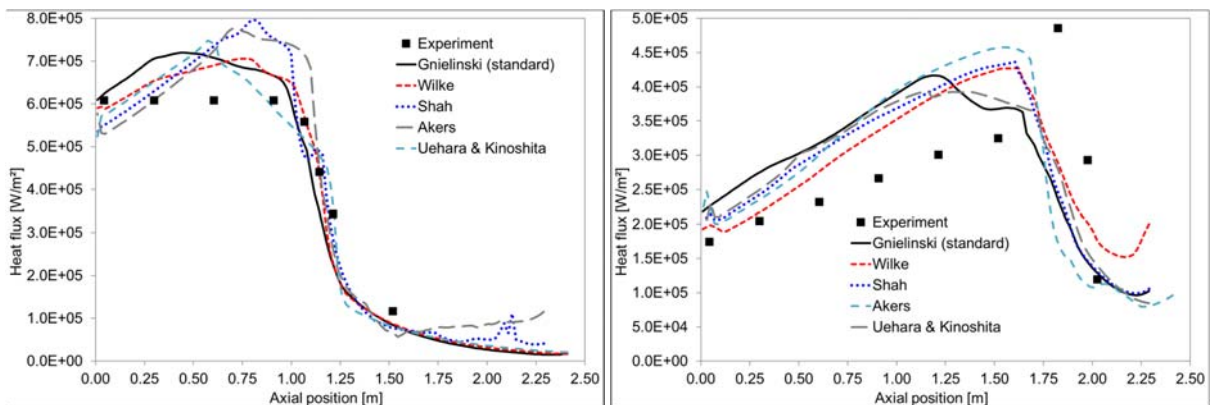 8.0E+05
7.0E+05
6.0E+05
5.0E+05
4.0E+05
3.0E+05
2.0E+05
1.0E+05
0.0E+00
Heat flux [W/m²]
Experiment
Gnielinski (standard)
Wilke
Shah
Akers
Uehara & Kinoshita
0.00 0.25 0.50 0.75 1.00 1.25 1.50 1.75 2.00 2.25 2.50
Axial position [m]
5.0E+05
4.5E+05
4.0E+05
3.5E+05
3.0E+05
2.5E+05
2.0E+05
1.5E+05
1.0E+05
5.0E+04
0.0E+00
Heat flux [W/m²]
Experiment
Gnielinski (standard)
Wilke
Shah
Akers
Uehara & Kinoshita
0.00 0.25 0.50 0.75 1.00 1.25 1.50 1.75 2.00 2.25 2.50
Axial position [m]